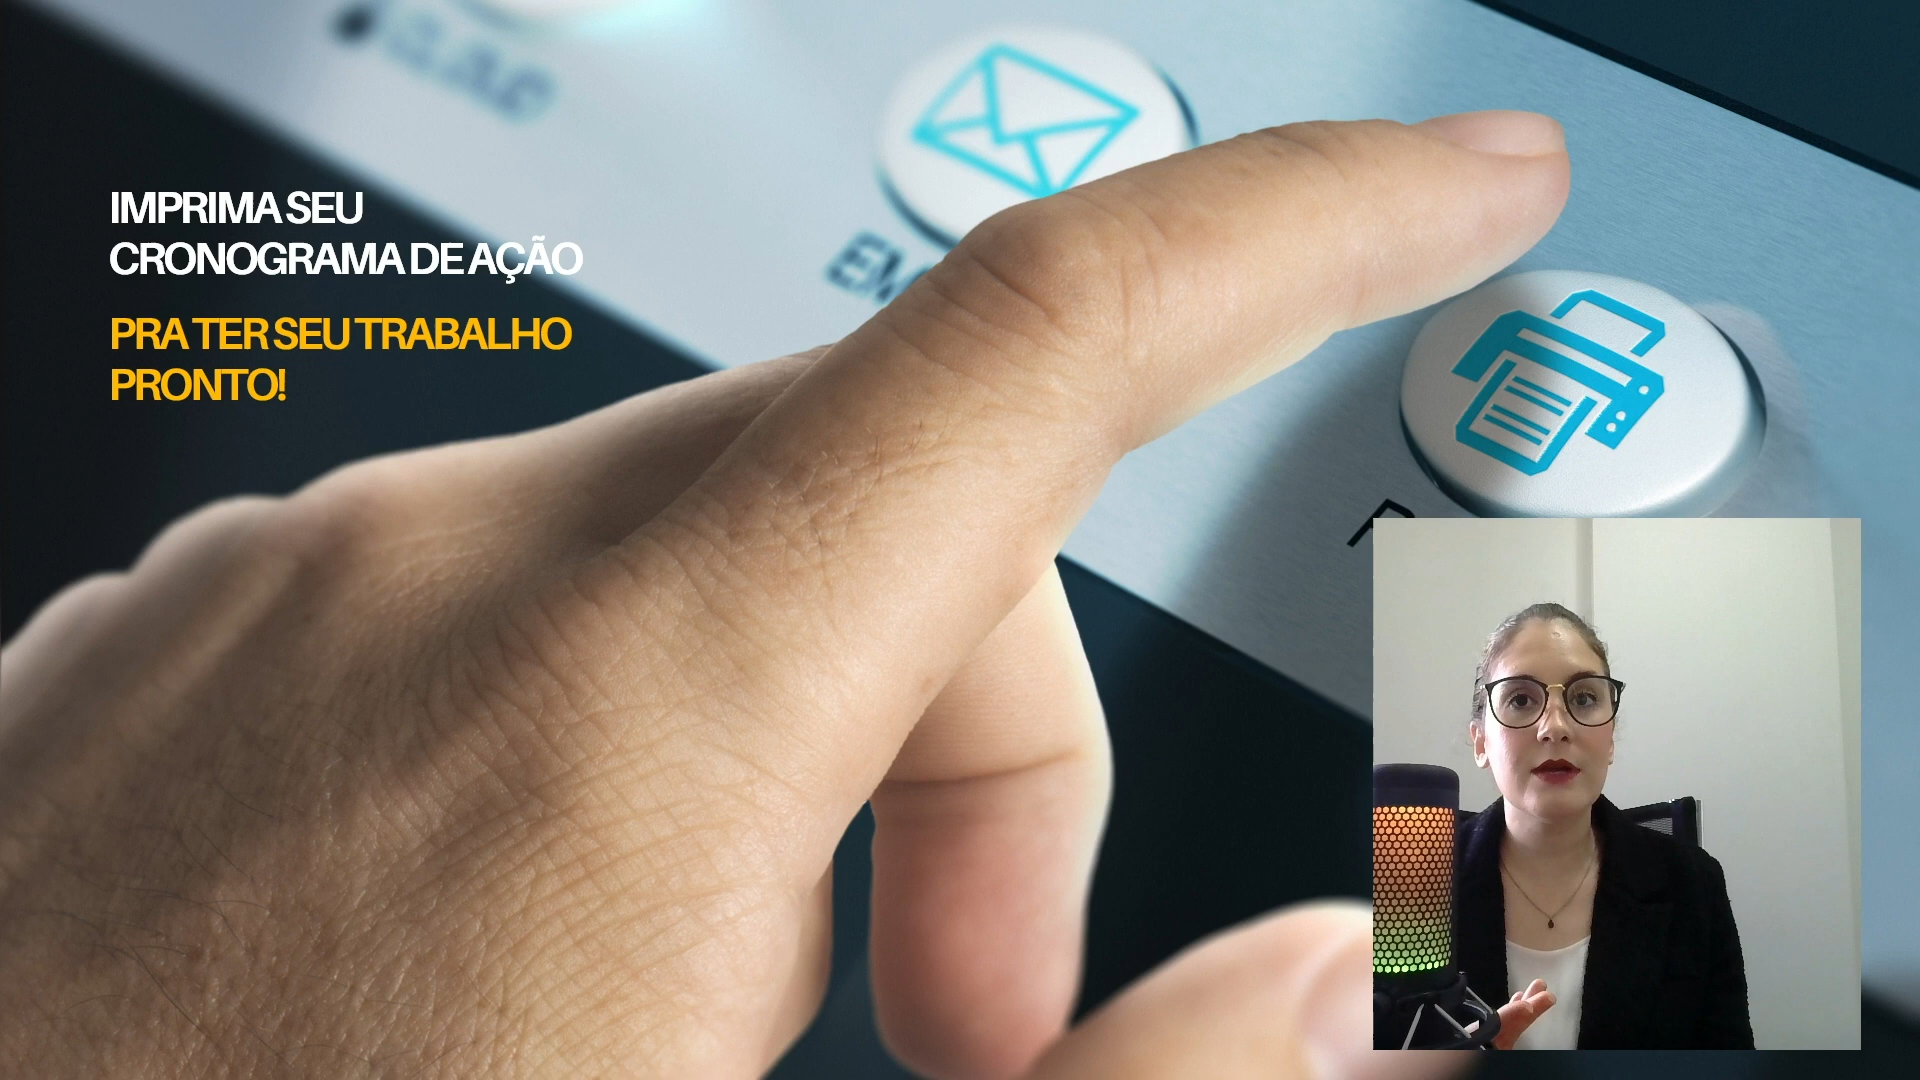 IMPRIMA SEU
CRONOGRAMA DE AÇÃO
PRA TER SEU TRABALHO
PRONTO!